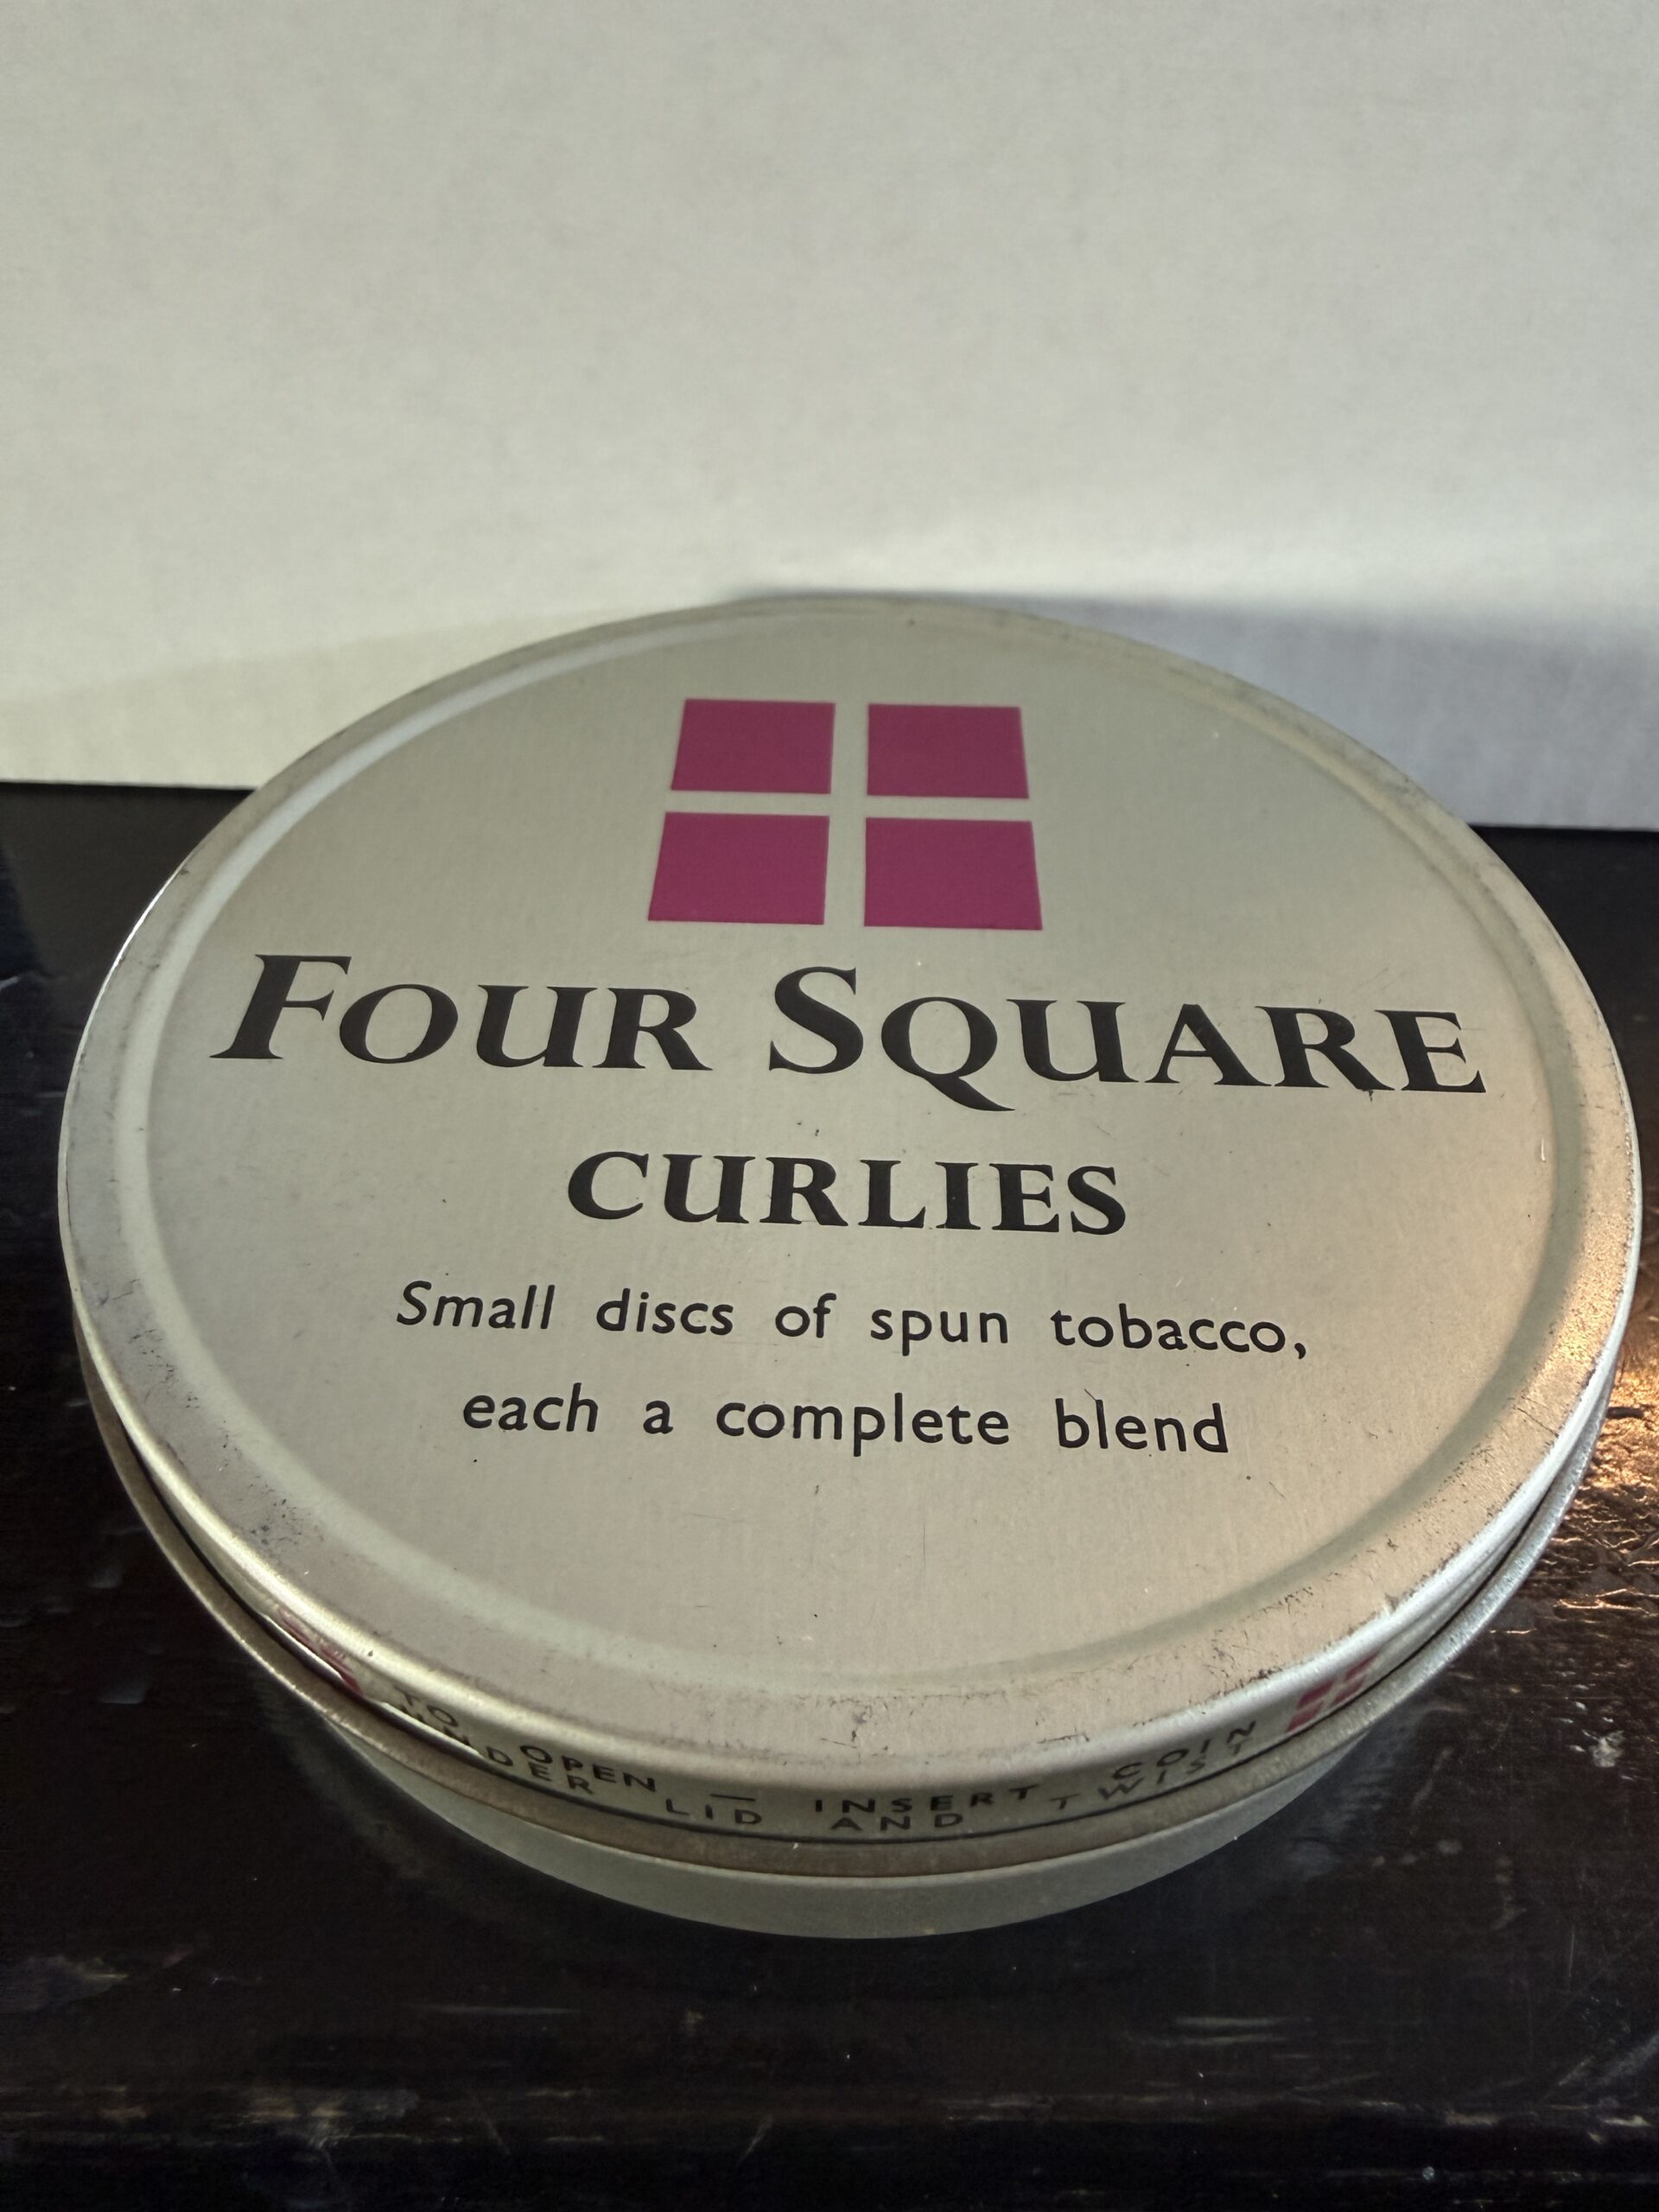 FOUR SQUARE
CURLIES
Small discs of spun tobacco,
each a complete blend
TO OPEN — INSERT COIN
UNDER LID AND TWIST